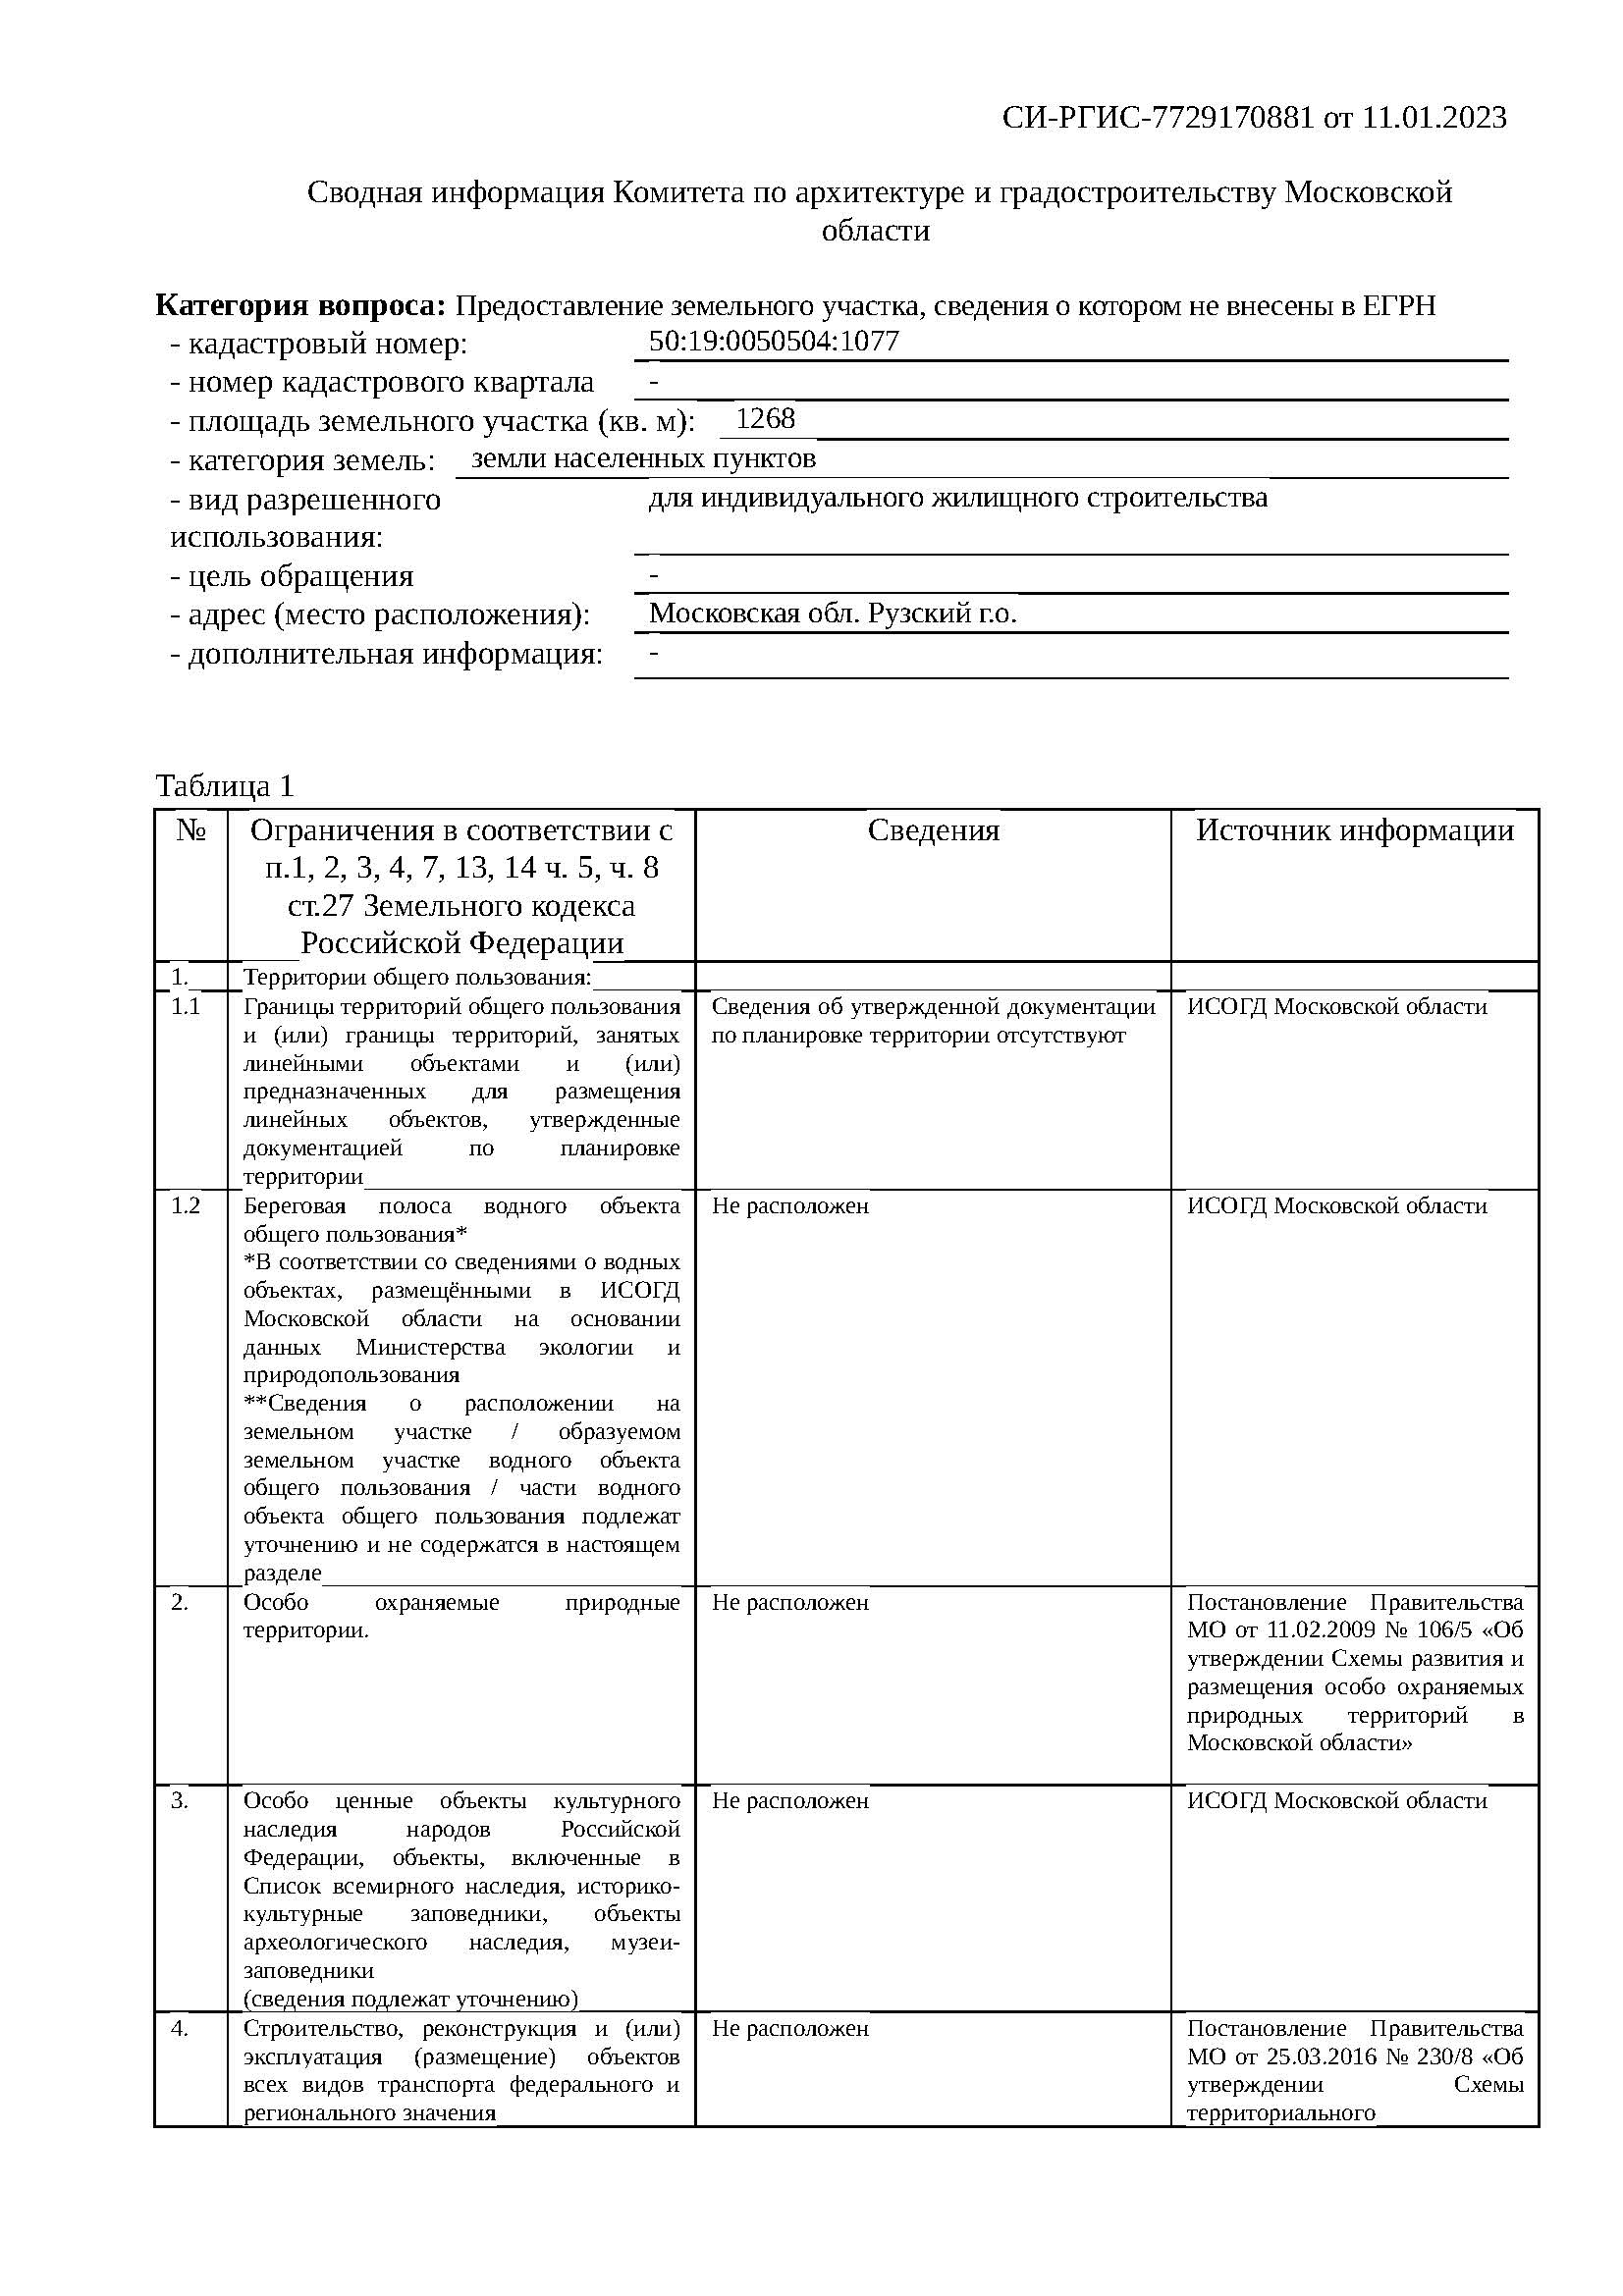 СИ-РГИС-7729170881 от 11.01.2023
Сводная информация Комитета по архитектуре и градостроительству Московской
области
Категория вопроса: Предоставление земельного участка, сведения о котором не внесены в ЕГРН
- кадастровый номер: 50:19:0050504:1077
- номер кадастрового квартала -
- площадь земельного участка (кв. м): 1268
- категория земель: земли населенных пунктов
- вид разрешенного для индивидуального жилищного строительства
использования:
- цель обращения -
- адрес (место расположения): Московская обл. Рузский г.о.
- дополнительная информация: -
Таблица 1
№
Ограничения в соответствии с
п.1, 2, 3, 4, 7, 13, 14 ч. 5, ч. 8
ст.27 Земельного кодекса
Российской Федерации
Сведения
Источник информации
1.
Территории общего пользования:
1.1
Границы территорий общего пользования
и (или) границы территорий, занятых
линейными объектами и (или)
предназначенных для размещения
линейных объектов, утвержденные
документацией по планировке
территории
Сведения об утвержденной документации
по планировке территории отсутствуют
ИСОГД Московской области
1.2
Береговая полоса водного объекта
общего пользования*
*В соответствии со сведениями о водных
объектах, размещёнными в ИСОГД
Московской области на основании
данных Министерства экологии и
природопользования
**Сведения о расположении на
земельном участке / образуемом
земельном участке водного объекта
общего пользования / части водного
объекта общего пользования подлежат
уточнению и не содержатся в настоящем
разделе
Не расположен
ИСОГД Московской области
2.
Особо охраняемые природные
территории.
Не расположен
Постановление Правительства
МО от 11.02.2009 № 106/5 «Об
утверждении Схемы развития и
размещения особо охраняемых
природных территорий в
Московской области»
3.
Особо ценные объекты культурного
наследия народов Российской
Федерации, объекты, включенные в
Список всемирного наследия, историко-
культурные заповедники, объекты
археологического наследия, музеи-
заповедники
(сведения подлежат уточнению)
Не расположен
ИСОГД Московской области
4.
Строительство, реконструкция и (или)
эксплуатация (размещение) объектов
всех видов транспорта федерального и
регионального значения
Не расположен
Постановление Правительства
МО от 25.03.2016 № 230/8 «Об
утверждении Схемы
территориального